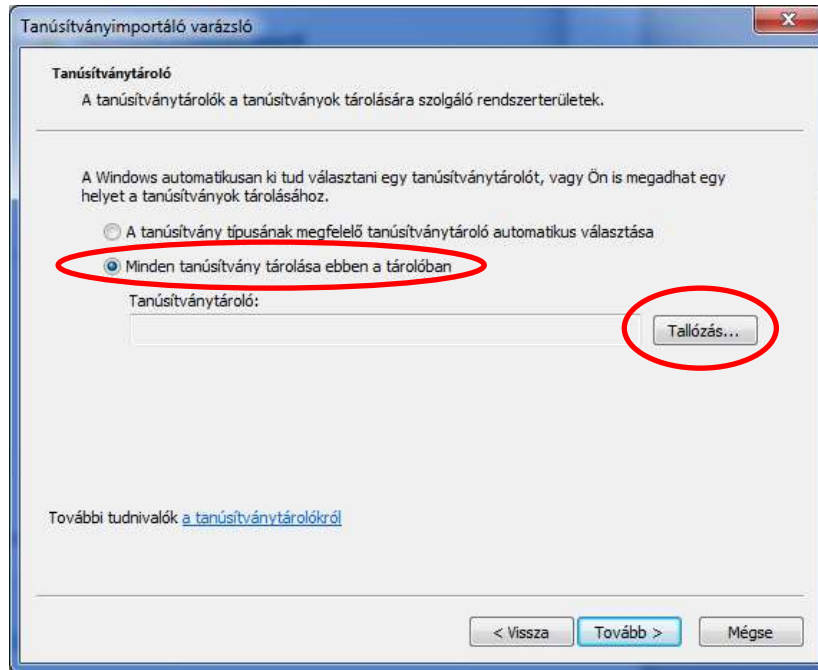 Tanúsítványimportáló varázsló
Tanúsítványtároló
A tanúsítványtárolók a tanúsítványok tárolására szolgáló rendszerterületek.
A Windows automatikusan ki tud választani egy tanúsítványtárolót, vagy Ön is megadhat egy
helyet a tanúsítványok tárolásához.
A tanúsítvány típusának megfelelő tanúsítványtároló automatikus választása
Minden tanúsítvány tárolása ebben a tárolóban
Tanúsítványtároló:
Tallózás...
További tudnivalók a tanúsítványtárolókról
< Vissza Tovább > Mégse